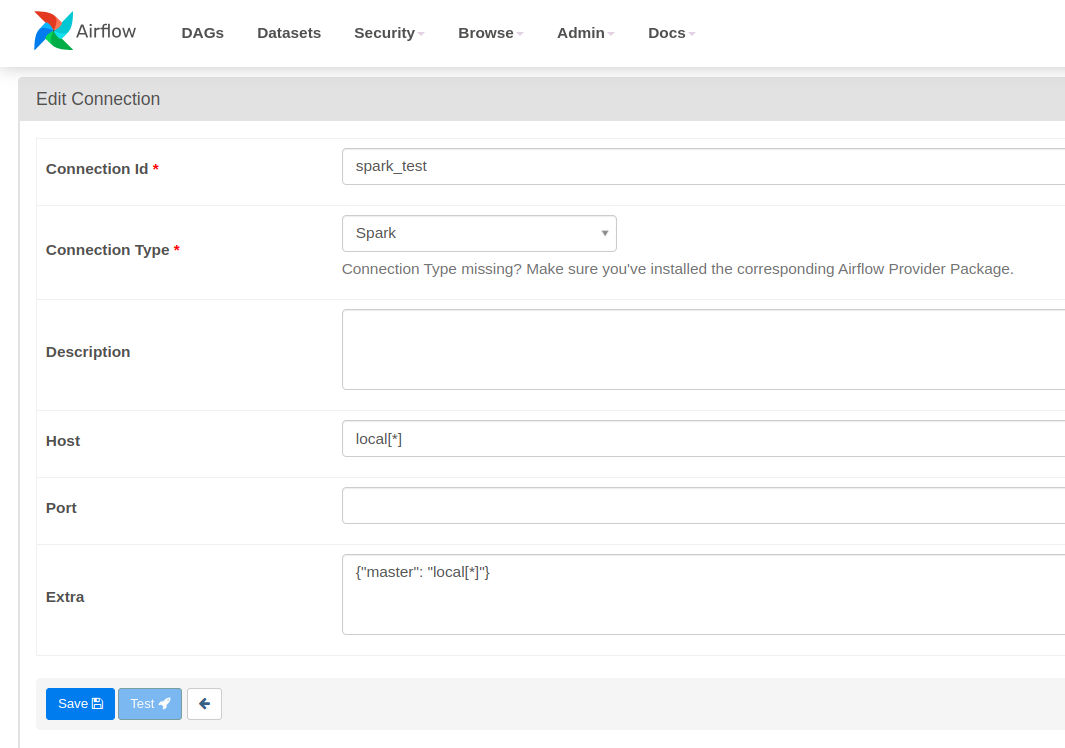 Airflow DAGs Datasets Security Browse Admin Docs
Edit Connection
Connection Id * spark_test
Connection Type * Spark
Connection Type missing? Make sure you've installed the corresponding Airflow Provider Package.
Description
Host local[*]
Port
Extra {"master": "local[*]"}
Save Test